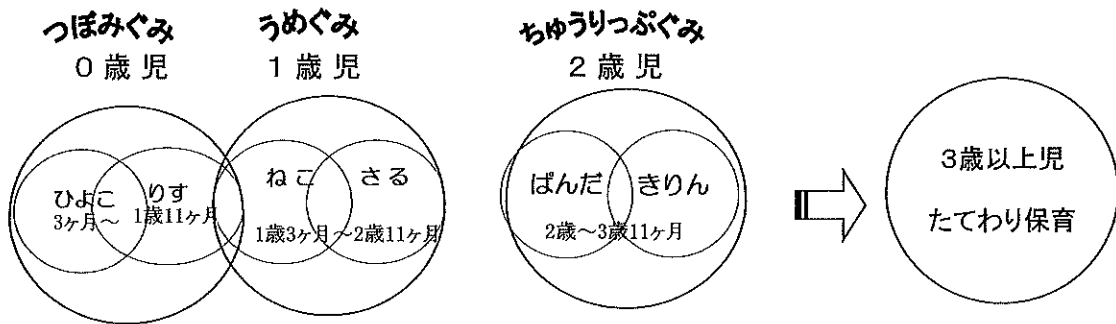 つぼみぐみ
0歳児
ひよこ
3ヶ月～
りす
1歳11ヶ月
うめぐみ
1歳児
ねこ
さる
1歳3ヶ月～2歳11ヶ月
ちゅうりっぷぐみ
2歳児
ぱんだ
きりん
2歳～3歳11ヶ月
3歳以上児
たてわり保育